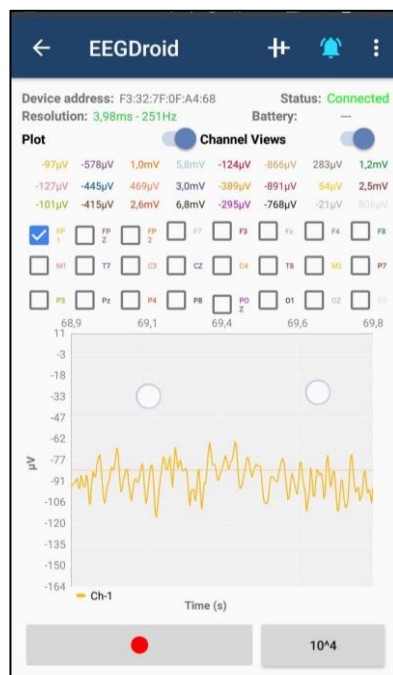 EEGDroid
Device address: F3:32:7F:0F:A4:68 Status: Connected
Resolution: 3,98ms - 251Hz Battery: ---
Plot Channel Views
-97µV -578µV 1,0mV 5,8mV -124µV -866µV 283µV 1,2mV
-127µV -445µV 469µV 3,0mV -389µV -891µV 54µV 2,5mV
-101µV -415µV 2,6mV 6,8mV -295µV -768µV -21µV 806µV
FP1 FPZ FP2 F7 F3 Fz F4 F8
M1 T7 C3 CZ C4 T8 M2 P7
P3 Pz P4 P8 POZ O1 OZ
68,9 69,1 69,4 69,6 69,8
11
-3
-18
-33
-47
-62
-77
-91
-106
-120
-135
-150
-164
µV
Ch-1
Time (s)
10^4